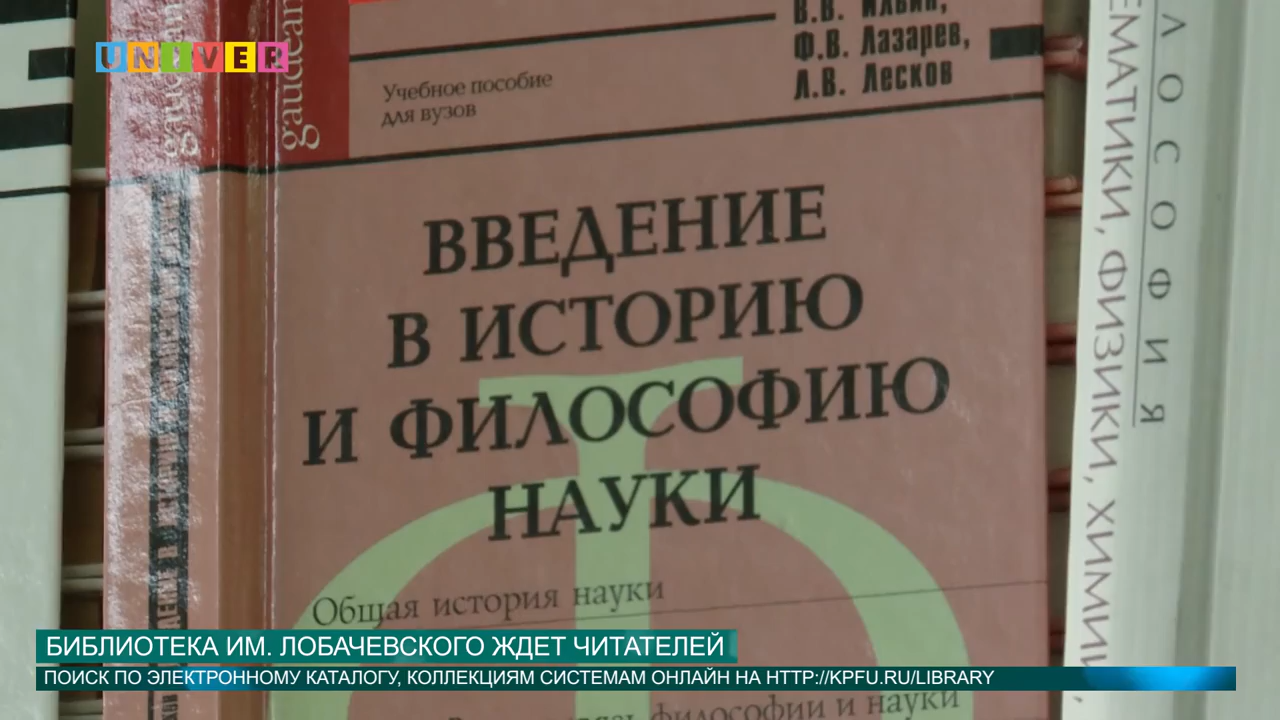 UNIVER
gaudeamus
Учебное пособие
для вузов
В.В. Ильин,
Ф.В. Лазарев,
Л.В. Лесков
ВВЕДЕНИЕ
В ИСТОРИЮ
И ФИЛОСОФИЮ
НАУКИ
Общая история науки
философии и науки
ЕМАТИКИ, ФИЗИКИ, ХИМИИ,
ЛОСОФИЯ
БИБЛИОТЕКА ИМ. ЛОБАЧЕВСКОГО ЖДЕТ ЧИТАТЕЛЕЙ
ПОИСК ПО ЭЛЕКТРОННОМУ КАТАЛОГУ, КОЛЛЕКЦИЯМ СИСТЕМАМ ОНЛАЙН НА HTTP://KPFU.RU/LIBRARY